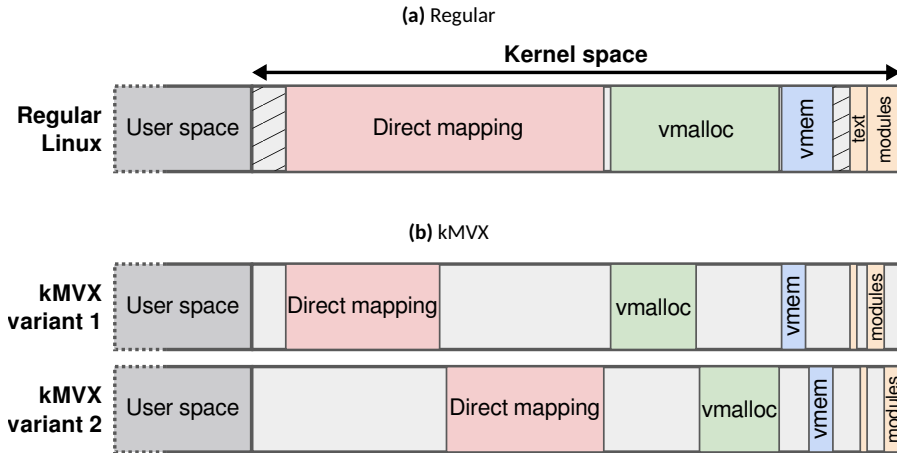 (a) Regular
Kernel space
Regular
Linux
User space
Direct mapping
vmalloc
vmem
text
modules
(b) kMVX
kMVX
variant 1
User space
Direct mapping
vmalloc
vmem
modules
kMVX
variant 2
User space
Direct mapping
vmalloc
vmem
modules